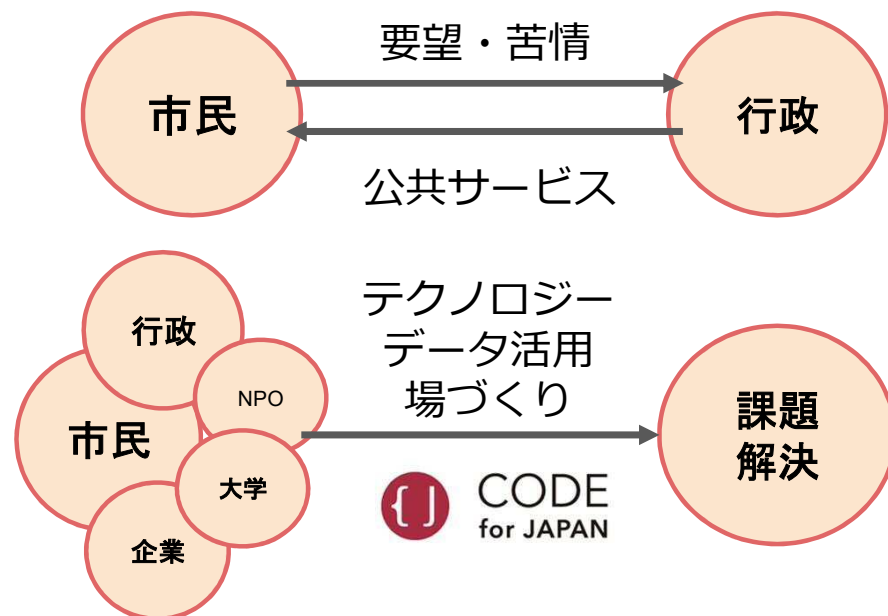 要望・苦情
市民
行政
公共サービス
行政
NPO
市民
大学
企業
テクノロジー
データ活用
場づくり
CODE
for JAPAN
課題
解決